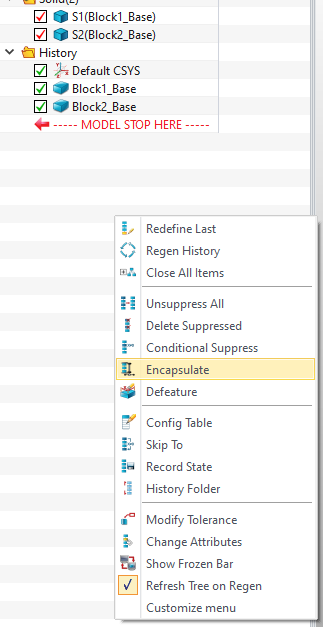 Solid(2)
S1(Block1_Base)
S2(Block2_Base)
History
Default CSYS
Block1_Base
Block2_Base
----- MODEL STOP HERE -----
Redefine Last
Regen History
Close All Items
Unsuppress All
Delete Suppressed
Conditional Suppress
Encapsulate
Defeature
Config Table
Skip To
Record State
History Folder
Modify Tolerance
Change Attributes
Show Frozen Bar
Refresh Tree on Regen
Customize menu